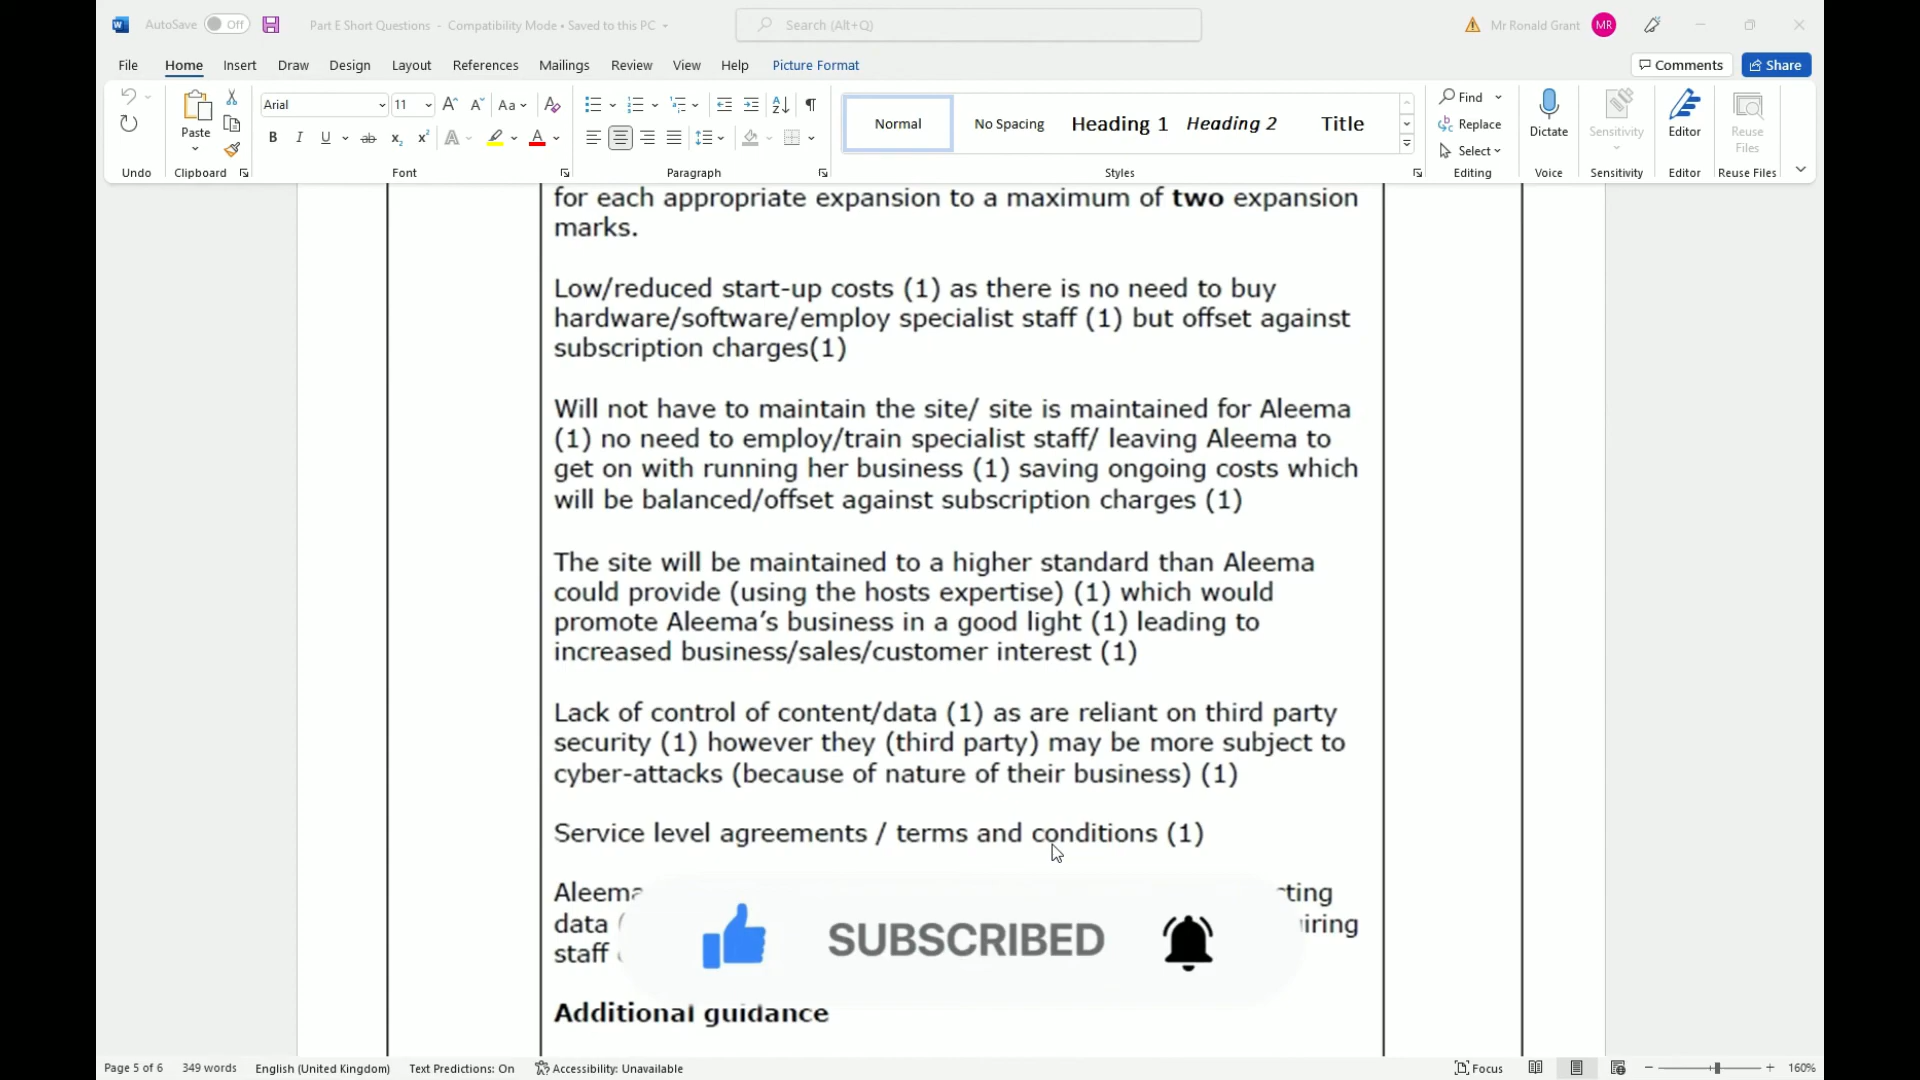 AutoSave Off Part E Short Questions - Compatibility Mode • Saved to this PC Search (Alt+Q) Mr Ronald Grant MR
File Home Insert Draw Design Layout References Mailings Review View Help Picture Format Comments Share
Arial 11 Aa Normal No Spacing Heading 1 Heading 2 Title Find
Paste Replace Dictate Sensitivity Editor Reuse Files
B I U ab x₂ x² A A Select
Undo Clipboard Font Paragraph Styles Editing Voice Sensitivity Editor Reuse Files
for each appropriate expansion to a maximum of two expansion
marks.
Low/reduced start-up costs (1) as there is no need to buy
hardware/software/employ specialist staff (1) but offset against
subscription charges(1)
Will not have to maintain the site/ site is maintained for Aleema
(1) no need to employ/train specialist staff/ leaving Aleema to
get on with running her business (1) saving ongoing costs which
will be balanced/offset against subscription charges (1)
The site will be maintained to a higher standard than Aleema
could provide (using the hosts expertise) (1) which would
promote Aleema’s business in a good light (1) leading to
increased business/sales/customer interest (1)
Lack of control of content/data (1) as are reliant on third party
security (1) however they (third party) may be more subject to
cyber-attacks (because of nature of their business) (1)
Service level agreements / terms and conditions (1)
Aleema
data
staff
SUBSCRIBED
Additional guidance
Page 5 of 6 349 words English (United Kingdom) Text Predictions: On Accessibility: Unavailable Focus 160%